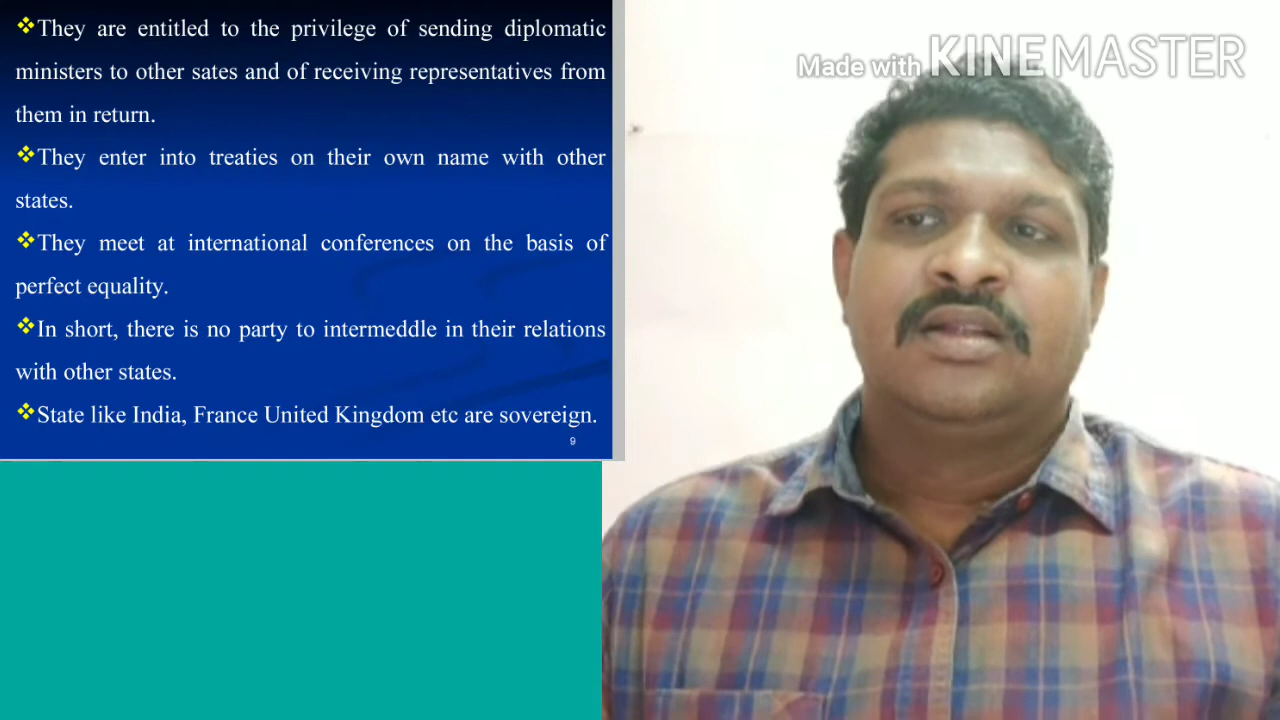 ❖They are entitled to the privilege of sending diplomatic
ministers to other sates and of receiving representatives from
them in return.
❖They enter into treaties on their own name with other
states.
❖They meet at international conferences on the basis of
perfect equality.
❖In short, there is no party to intermeddle in their relations
with other states.
❖State like India, France United Kingdom etc are sovereign.
9
Made with KINEMASTER